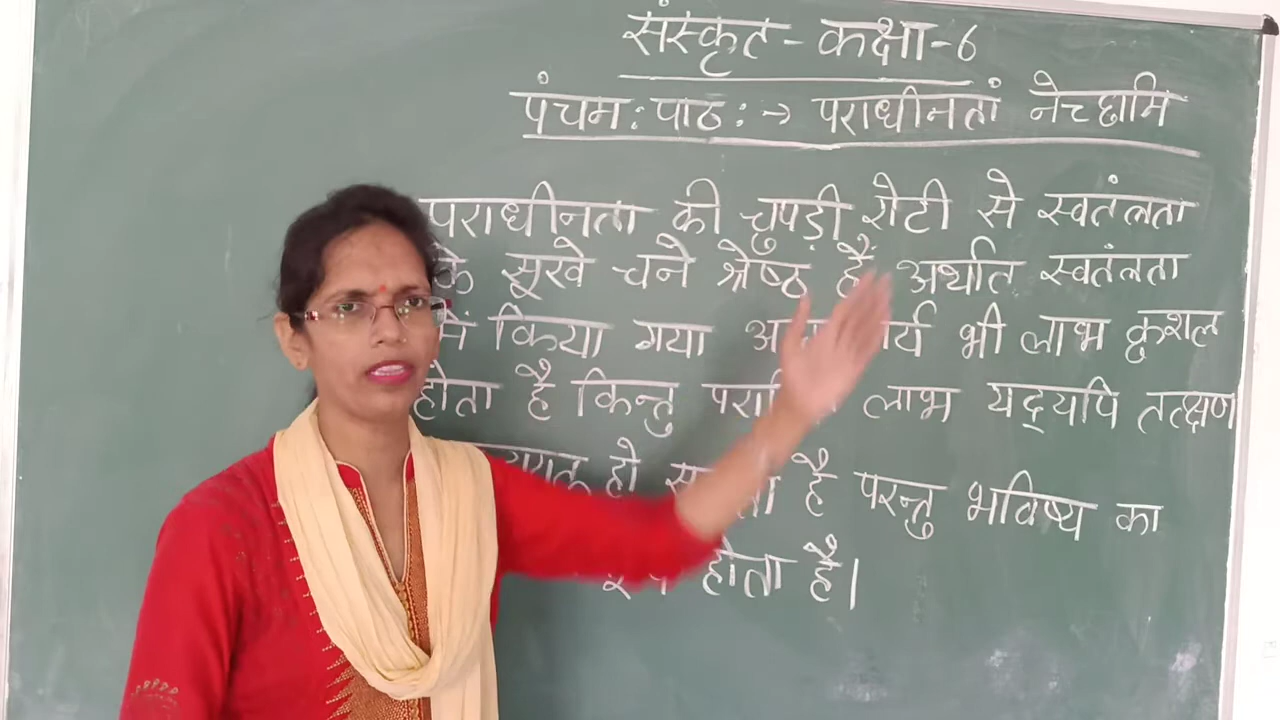 संस्कृत - कक्षा - 6
पंचम: पाठ: :→ पराधीनतां नेच्छामि
पराधीनता की चुपड़ी रोटी से स्वतंत्रता
के सूखे चने श्रेष्ठ हैं अर्थात स्वतंत्रता
में किया गया भी लाभ कुशल
होता है किन्तु लाभ यद्यपि तत्क्षण
हो है परन्तु भविष्य का
होता है।